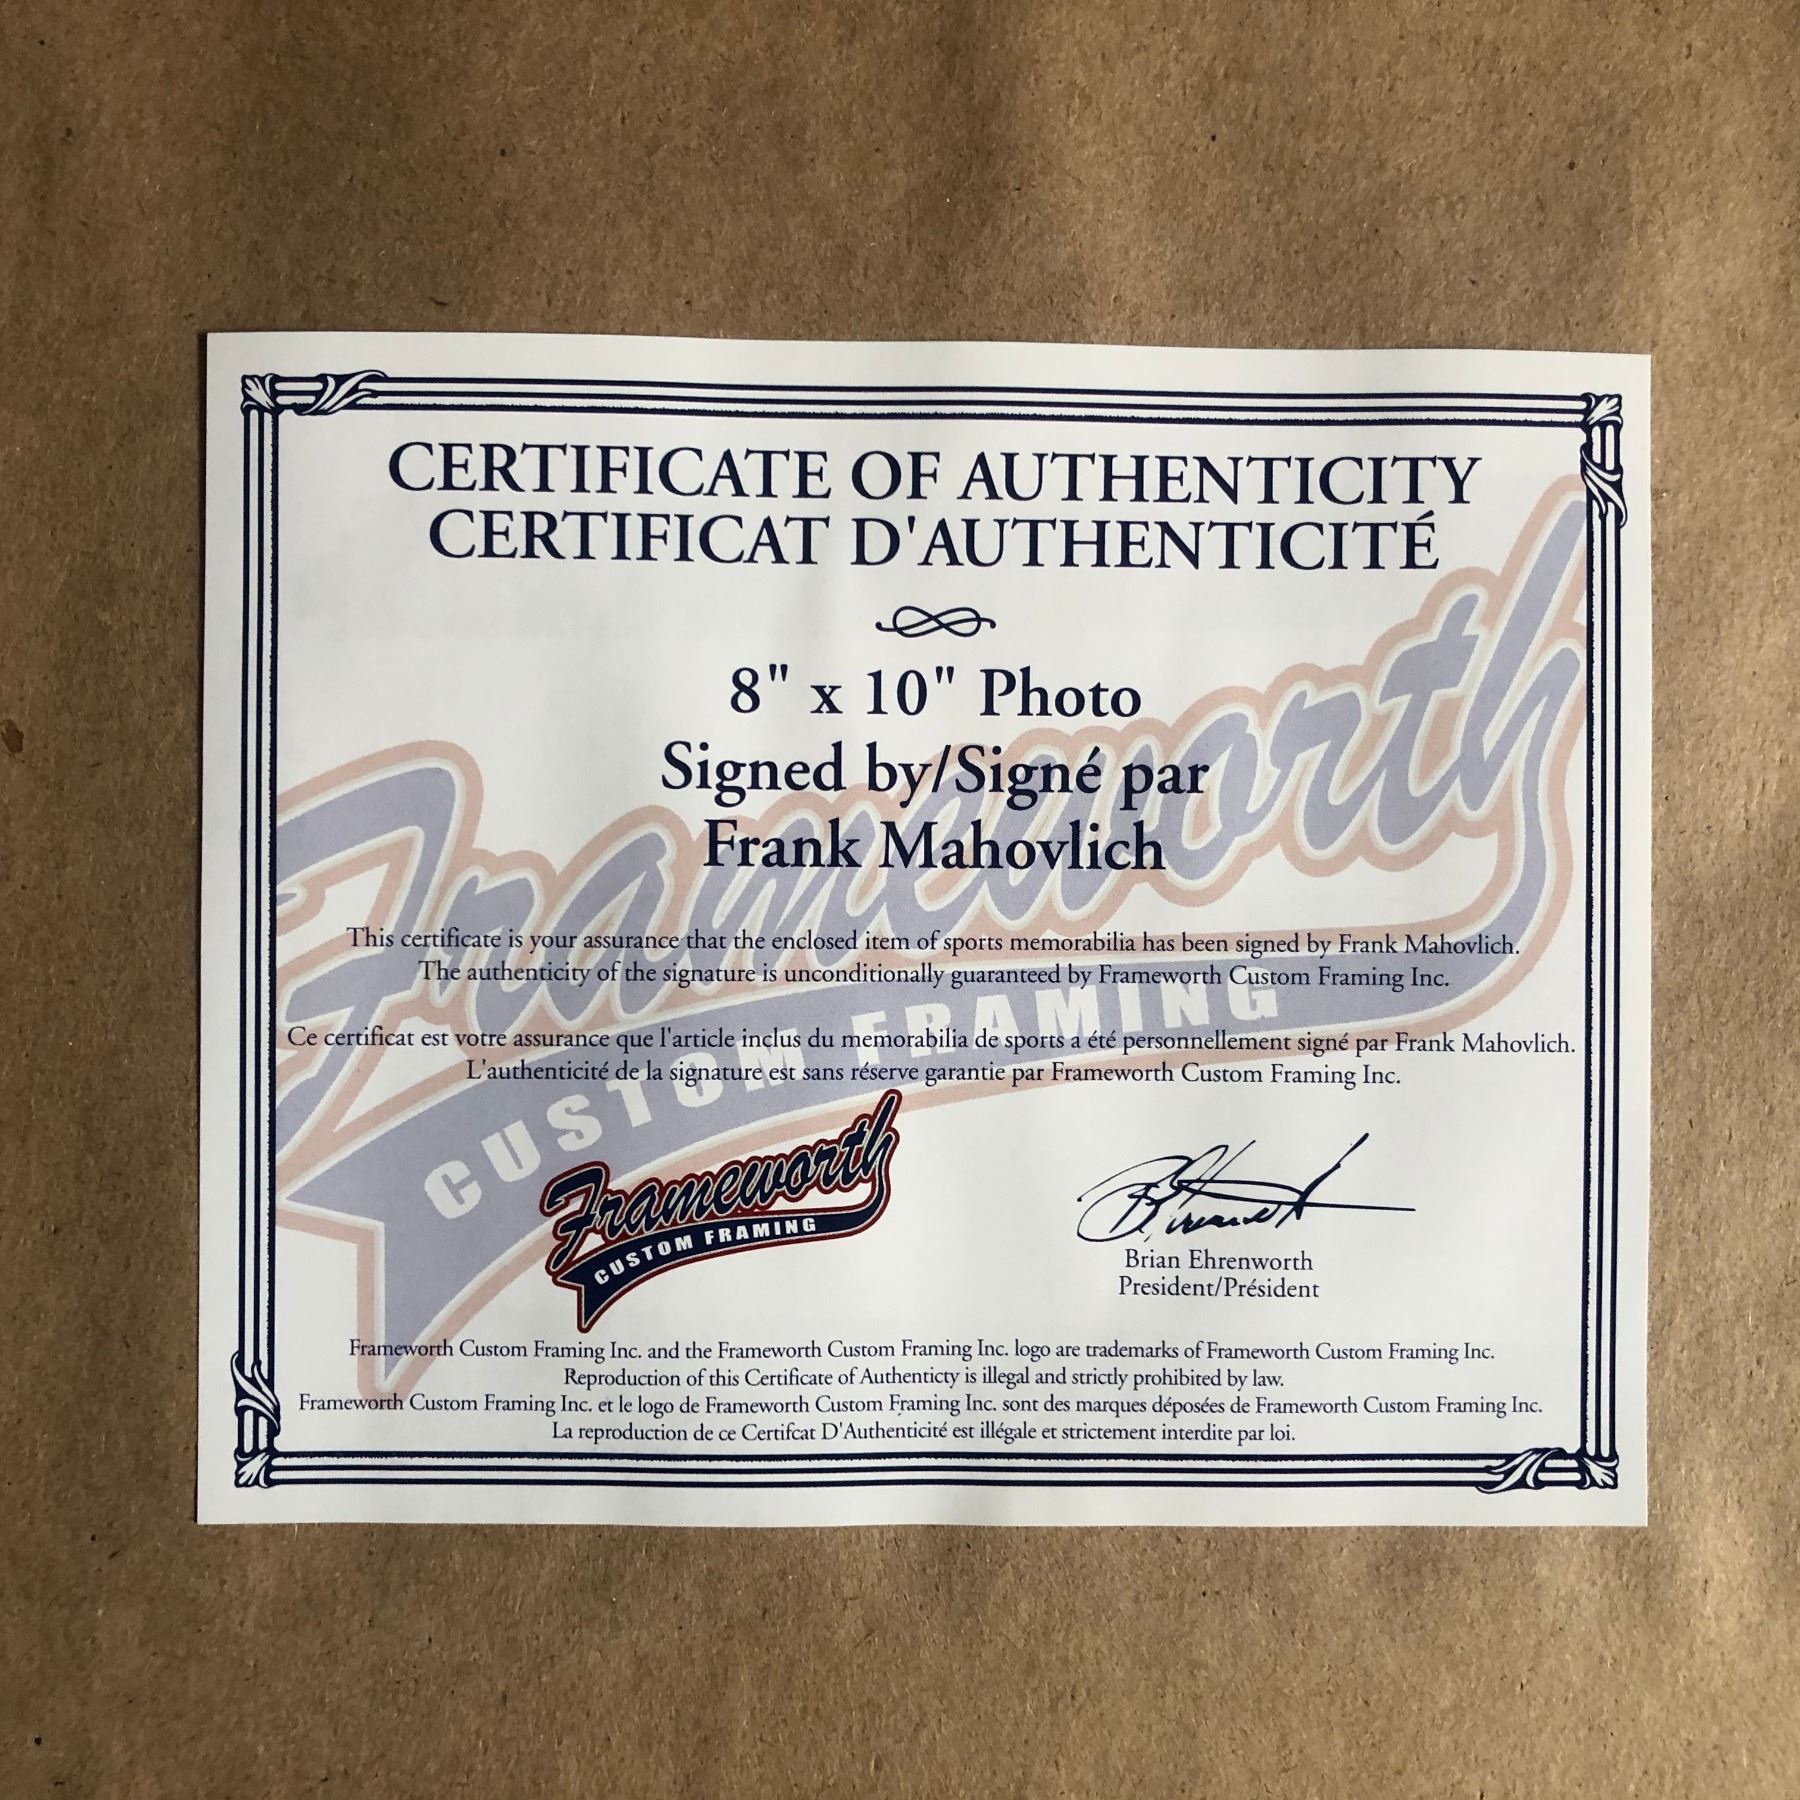 CERTIFICATE OF AUTHENTICITY
CERTIFICAT D'AUTHENTICITÉ
8" x 10" Photo
Signed by/Signé par
Frank Mahovlich
This certificate is your assurance that the enclosed item of sports memorabilia has been signed by Frank Mahovlich.
The authenticity of the signature is unconditionally guaranteed by Frameworth Custom Framing Inc.
Ce certificat est votre assurance que l'article inclus du memorabilia de sports a été personnellement signé par Frank Mahovlich.
L'authenticité de la signature est sans réserve garantie par Frameworth Custom Framing Inc.
Frameworth
CUSTOM FRAMING
Frameworth
CUSTOM FRAMING
Brian Ehrenworth
President/Président
Frameworth Custom Framing Inc. and the Frameworth Custom Framing Inc. logo are trademarks of Frameworth Custom Framing Inc.
Reproduction of this Certificate of Authenticty is illegal and strictly prohibited by law.
Frameworth Custom Framing Inc. et le logo de Frameworth Custom Framing Inc. sont des marques déposées de Frameworth Custom Framing Inc.
La reproduction de ce Certifcat D'Authenticité est illégale et strictement interdite par loi.